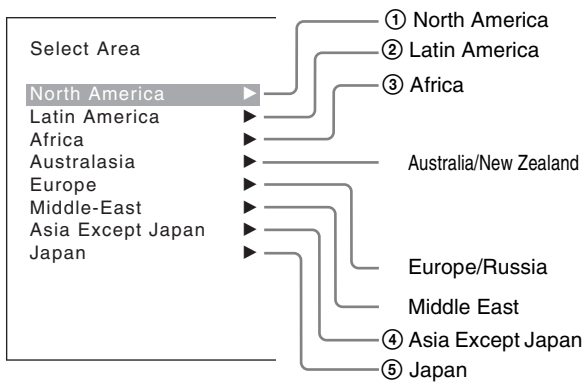 Select Area
North America ▶
Latin America ▶
Africa ▶
Australasia ▶
Europe ▶
Middle-East ▶
Asia Except Japan ▶
Japan ▶
① North America
② Latin America
③ Africa
Australia/New Zealand
Europe/Russia
Middle East
④ Asia Except Japan
⑤ Japan